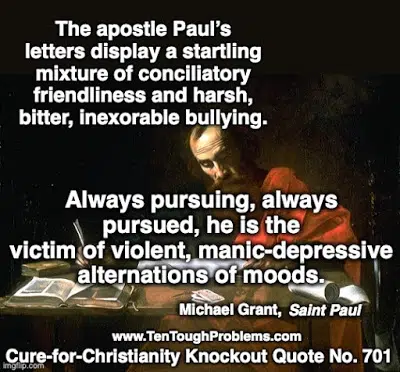 The apostle Paul's
letters display a startling
mixture of conciliatory
friendliness and harsh,
bitter, inexorable bullying.
Always pursuing, always
pursued, he is the
victim of violent, manic-depressive
alternations of moods.
Michael Grant, Saint Paul
www.TenToughProblems.com
Cure-for-Christianity Knockout Quote No. 701
imgflip.com